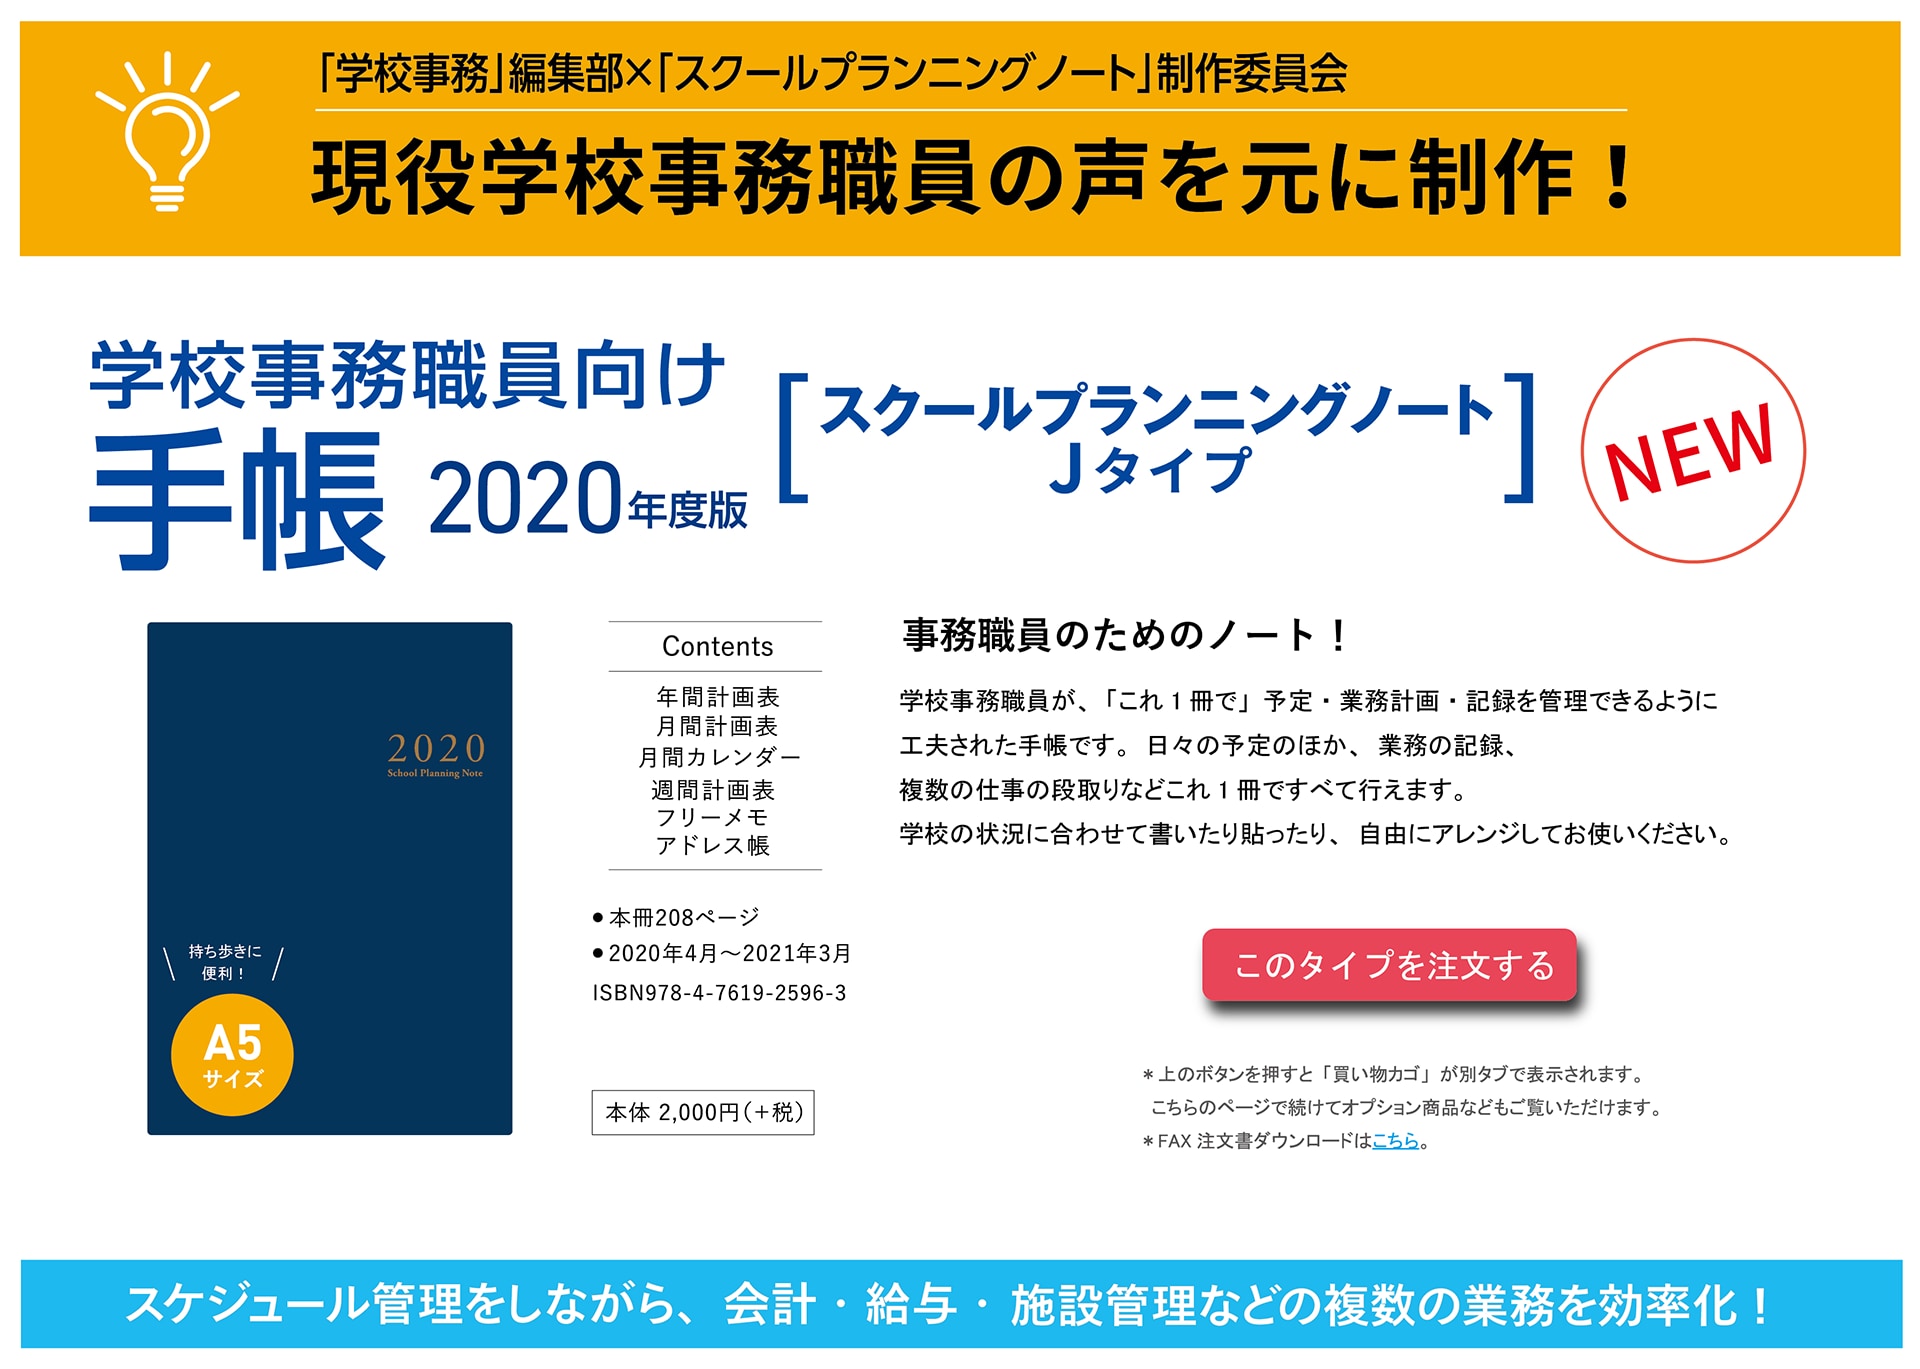 「学校事務」編集部×「スクールプランニングノート」制作委員会
現役学校事務職員の声を元に制作！
学校事務職員向け
手帳 2020年度版
[スクールプランニングノート
Jタイプ]
NEW
2020
School Planning Note
持ち歩きに
便利！
A5
サイズ
Contents
年間計画表
月間計画表
月間カレンダー
週間計画表
フリーメモ
アドレス帳
●本冊208ページ
●2020年4月〜2021年3月
ISBN978-4-7619-2596-3
本体 2,000円（+税）
事務職員のためのノート！
学校事務職員が、「これ1冊で」予定・業務計画・記録を管理できるように
工夫された手帳です。日々の予定のほか、業務の記録、
複数の仕事の段取りなどこれ1冊ですべて行えます。
学校の状況に合わせて書いたり貼ったり、自由にアレンジしてお使いください。
このタイプを注文する
＊上のボタンを押すと「買い物カゴ」が別タブで表示されます。
こちらのページで続けてオプション商品などもご覧いただけます。
＊FAX 注文書ダウンロードはこちら。
スケジュール管理をしながら、会計・給与・施設管理などの複数の業務を効率化！